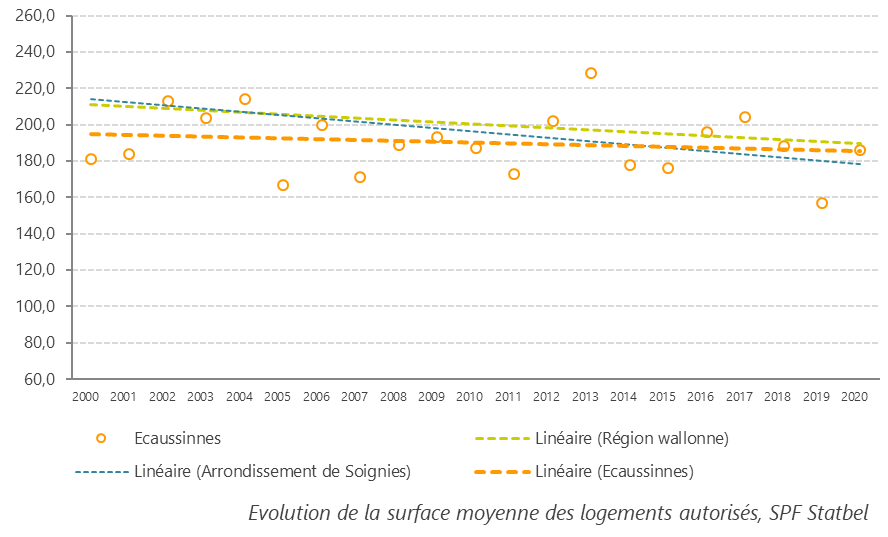 260,0
240,0
220,0
200,0
180,0
160,0
140,0
120,0
100,0
80,0
60,0
2000 2001 2002 2003 2004 2005 2006 2007 2008 2009 2010 2011 2012 2013 2014 2015 2016 2017 2018 2019 2020
Ecaussinnes Linéaire (Région wallonne)
Linéaire (Arrondissement de Soignies) Linéaire (Ecaussinnes)
Evolution de la surface moyenne des logements autorisés, SPF Statbel